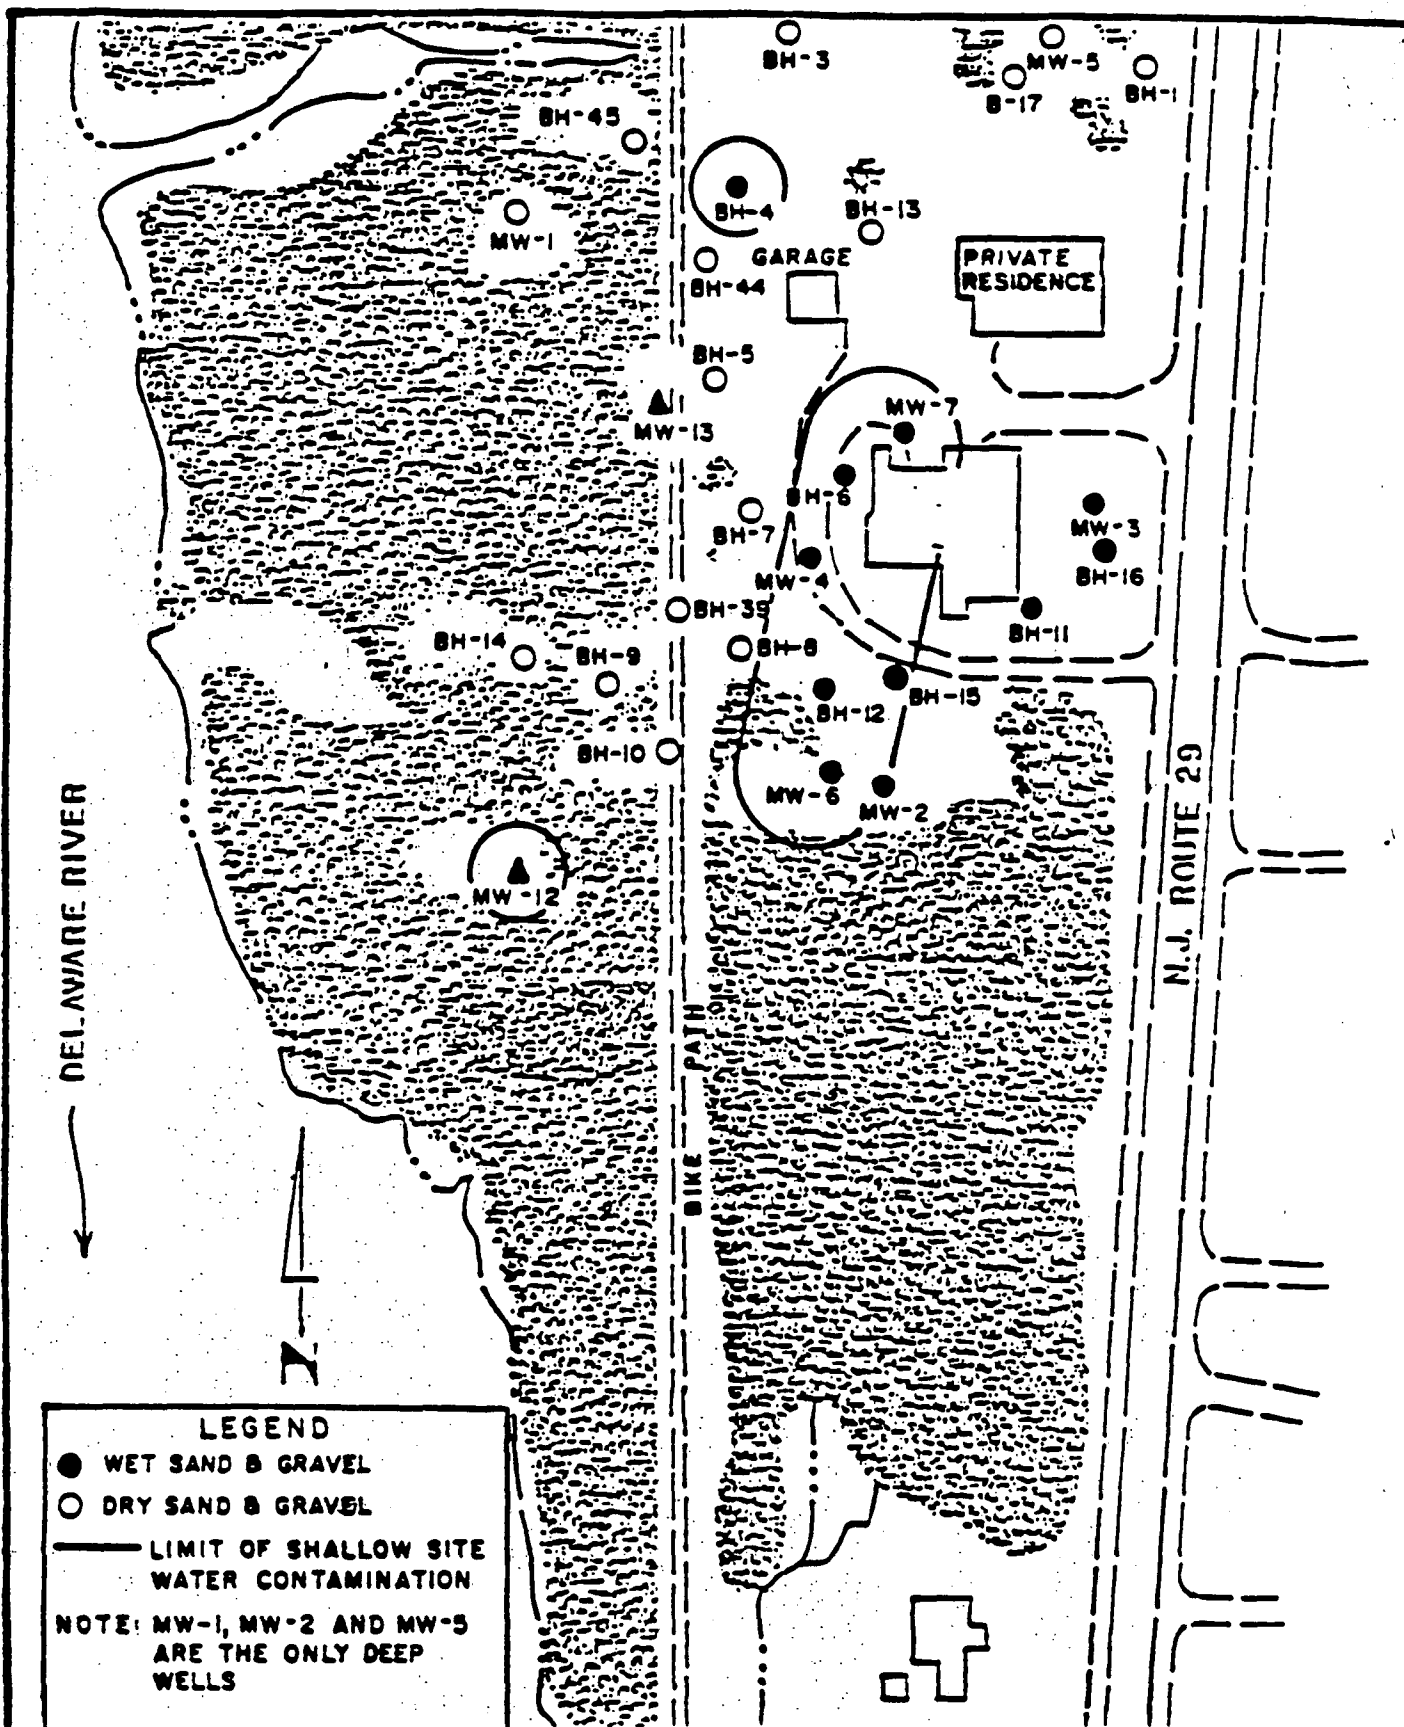 BH-3
MW-5
B-17
BH-1
BH-45
BH-4
BH-13
MW-1
GARAGE
PRIVATE
RESIDENCE
BH-44
BH-5
MW-13
MW-7
BH-6
BH-7
MW-3
BH-16
MW-4
BH-39
BH-11
BH-14
BH-9
BH-8
BH-15
BH-12
BH-10
MW-6
MW-2
MW-12
DELAWARE RIVER
N.J. ROUTE 29
BIKE PATH
N
LEGEND
WET SAND & GRAVEL
DRY SAND & GRAVEL
LIMIT OF SHALLOW SITE
WATER CONTAMINATION
NOTE: MW-1, MW-2 AND MW-5
ARE THE ONLY DEEP
WELLS